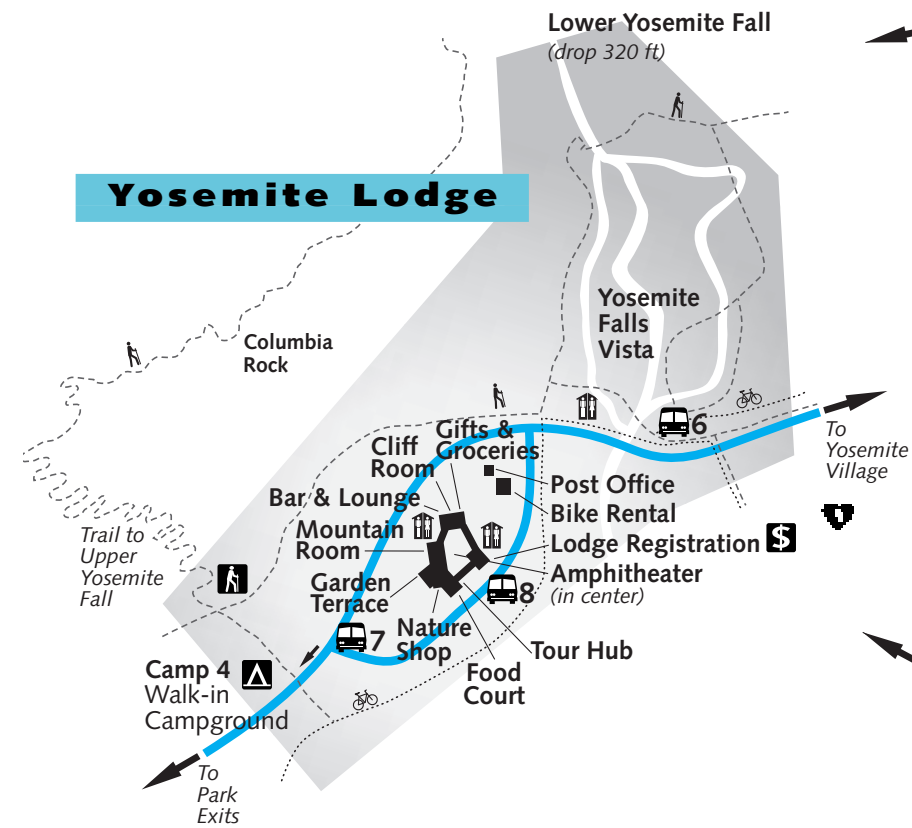 Lower Yosemite Fall
(drop 320 ft)
Yosemite Lodge
Yosemite
Falls
Vista
Columbia
Rock
6
To
Yosemite
Village
Gifts &
Groceries
Cliff
Room
Bar & Lounge
Mountain
Room
Garden
Terrace
Post Office
Bike Rental
Lodge Registration
$
Amphitheater
(in center)
8
Trail to
Upper
Yosemite
Fall
7
Nature
Shop
Tour Hub
Food
Court
Camp 4
Walk-in
Campground
To
Park
Exits